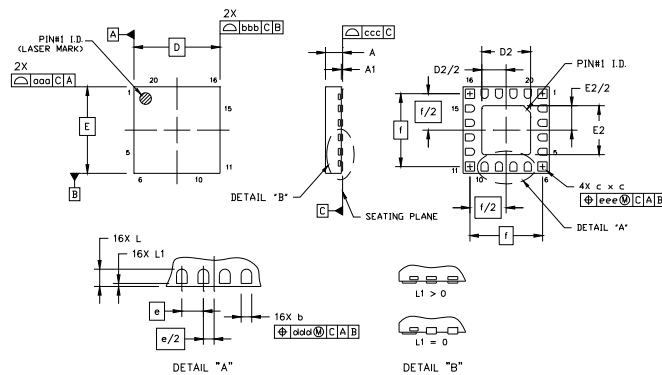 2X
bbb C B
A
D
PIN#1 I.D.
(LASER MARK)
2X
aaa C A
20
16
1
15
E
5
11
6
10
B
ccc C
A
A1
DETAIL "B"
C
SEATING PLANE
D2
D2/2
PIN#1 I.D.
16
20
15
1
f/2
f
E2/2
E2
11
5
10
6
4X c x c
eee M C A B
f/2
f
DETAIL "A"
16X L
16X L1
e
e/2
16X b
ddd M C A B
DETAIL "A"
L1 > 0
L1 = 0
DETAIL "B"